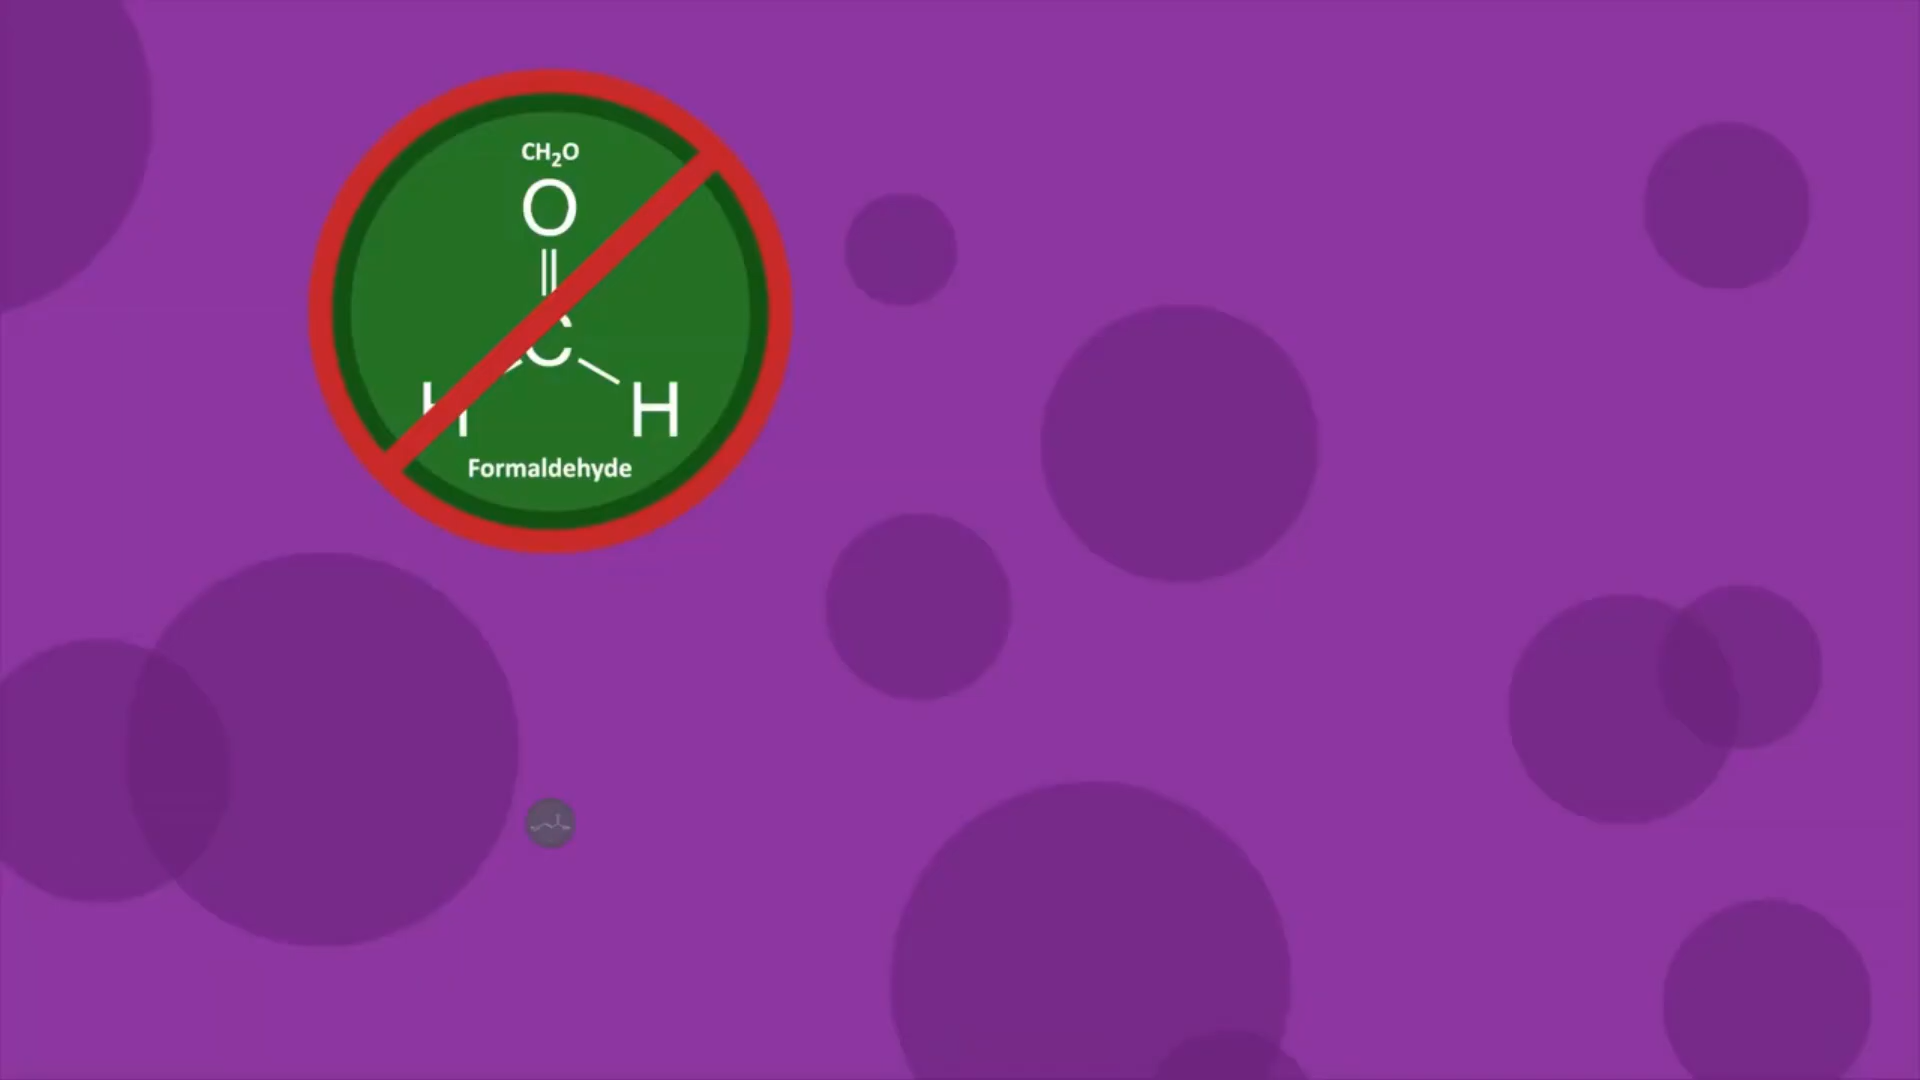 CH₂O
O
C
H H
Formaldehyde